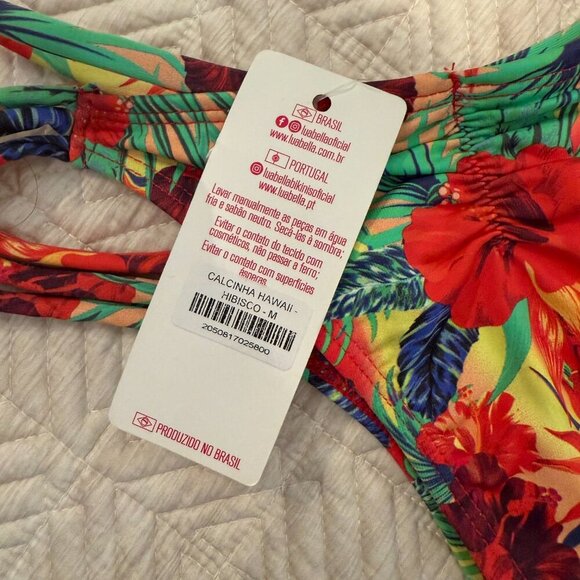 BRASIL
luabellaoficial
www.luabella.com.br
PORTUGAL
luabellabikinisoficial
www.luabella.pt
Lavar manualmente as peças em água
fria e sabão neutro. Secá-las à sombra;
Evitar o contato do tecido com
cosméticos, não passar a ferro;
Evitar o contato com superfícies
ásperas.
CALCINHA HAWAII -
HIBISCO - M
2050817025800
PRODUZIDO NO BRASIL